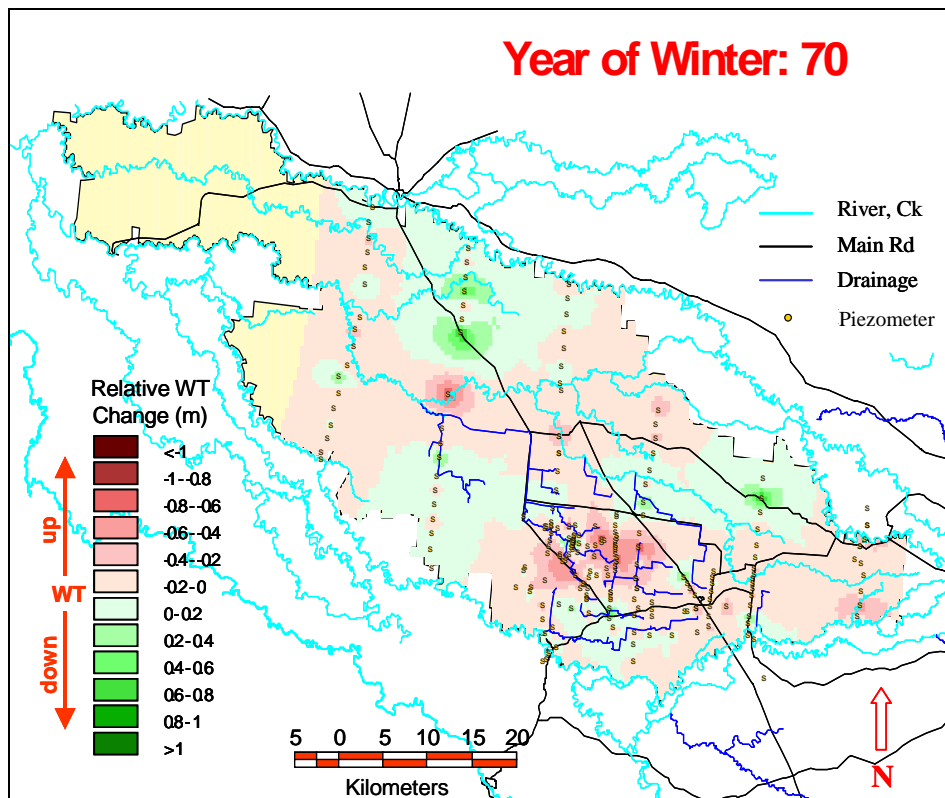 Year of Winter: 70
River, Ck
Main Rd
Drainage
Piezometer
Relative WT
Change (m)
<-1
-1--0.8
-0.8--0.6
-0.6--0.4
-0.4--0.2
-0.2-0
0-0.2
0.2-0.4
0.4-0.6
0.6-0.8
0.8-1
>1
up
WT
down
5 0 5 10 15 20
Kilometers
N